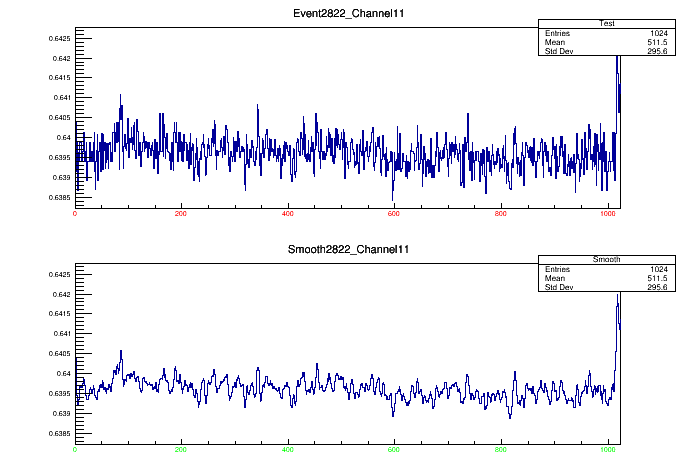 Event2822_Channel11
Test
Entries 1024
Mean 511.5
Std Dev 295.6
0.6425
0.642
0.6415
0.641
0.6405
0.64
0.6395
0.639
0.6385
0 200 400 600 800 1000
Smooth2822_Channel11
Smooth
Entries 1024
Mean 511.5
Std Dev 295.6
0.6425
0.642
0.6415
0.641
0.6405
0.64
0.6395
0.639
0.6385
0 200 400 600 800 1000